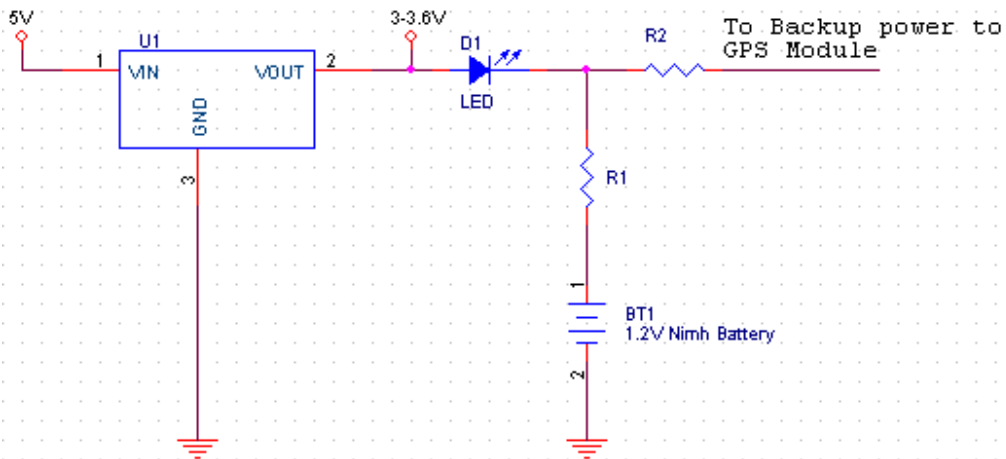 5V
U1
1
VIN
VOUT
2
GND
3
3-3.6V
D1
LED
R2
To Backup power to
GPS Module
R1
1
BT1
1.2V Nimh Battery
2